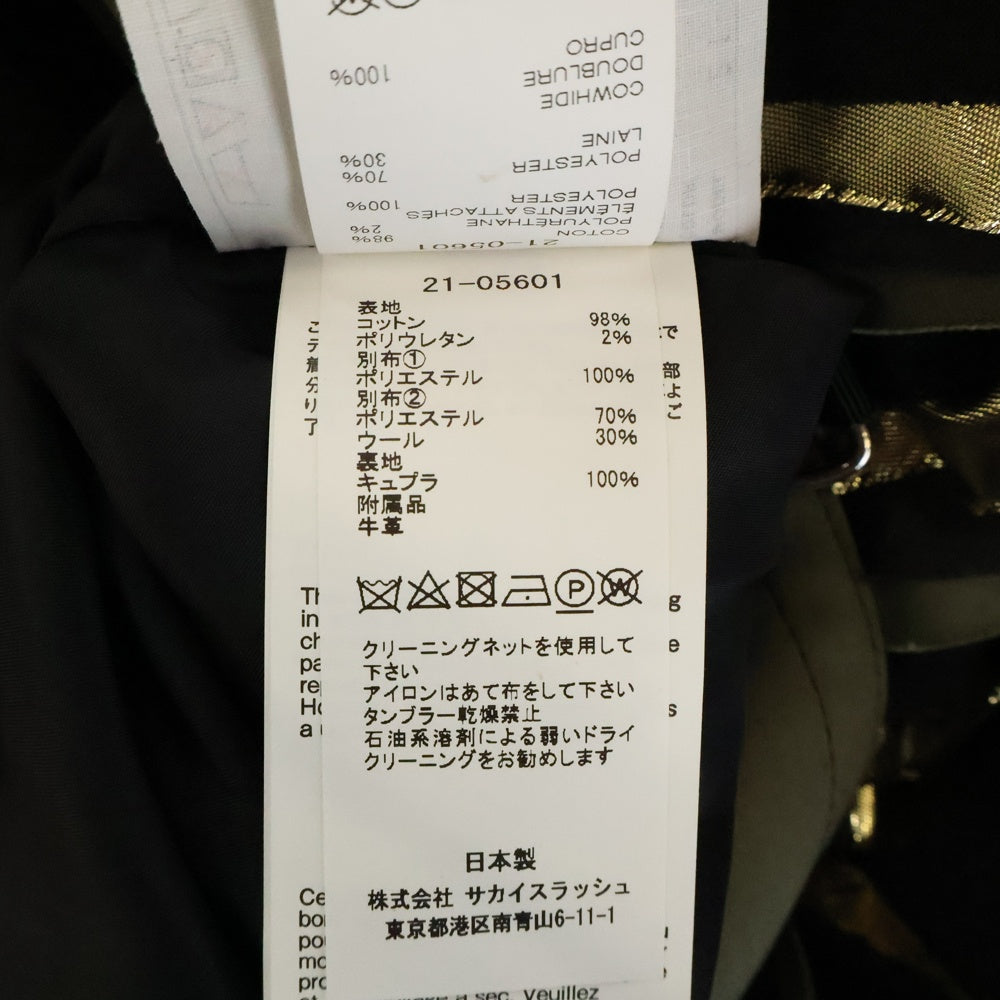 CUPRO
DOUBLURE 100%
COWHIDE
LAINE 30%
POLYESTER 70%
POLYESTER 100%
ÉLÉMENTS ATTACHÉS
POLYURÉTHANE 2%
COTON 98%
21-05601
21-05601
表地
コットン 98%
ポリウレタン 2%
別布①
ポリエステル 100%
別布②
ポリエステル 70%
ウール 30%
裏地
キュプラ 100%
附属品
牛革
P W
クリーニングネットを使用して
下さい
アイロンはあて布をして下さい
タンブラー乾燥禁止
石油系溶剤による弱いドライ
クリーニングをお勧めします
日本製
株式会社 サカイスラッシュ
東京都港区南青山6-11-1
à sec. Veuillez